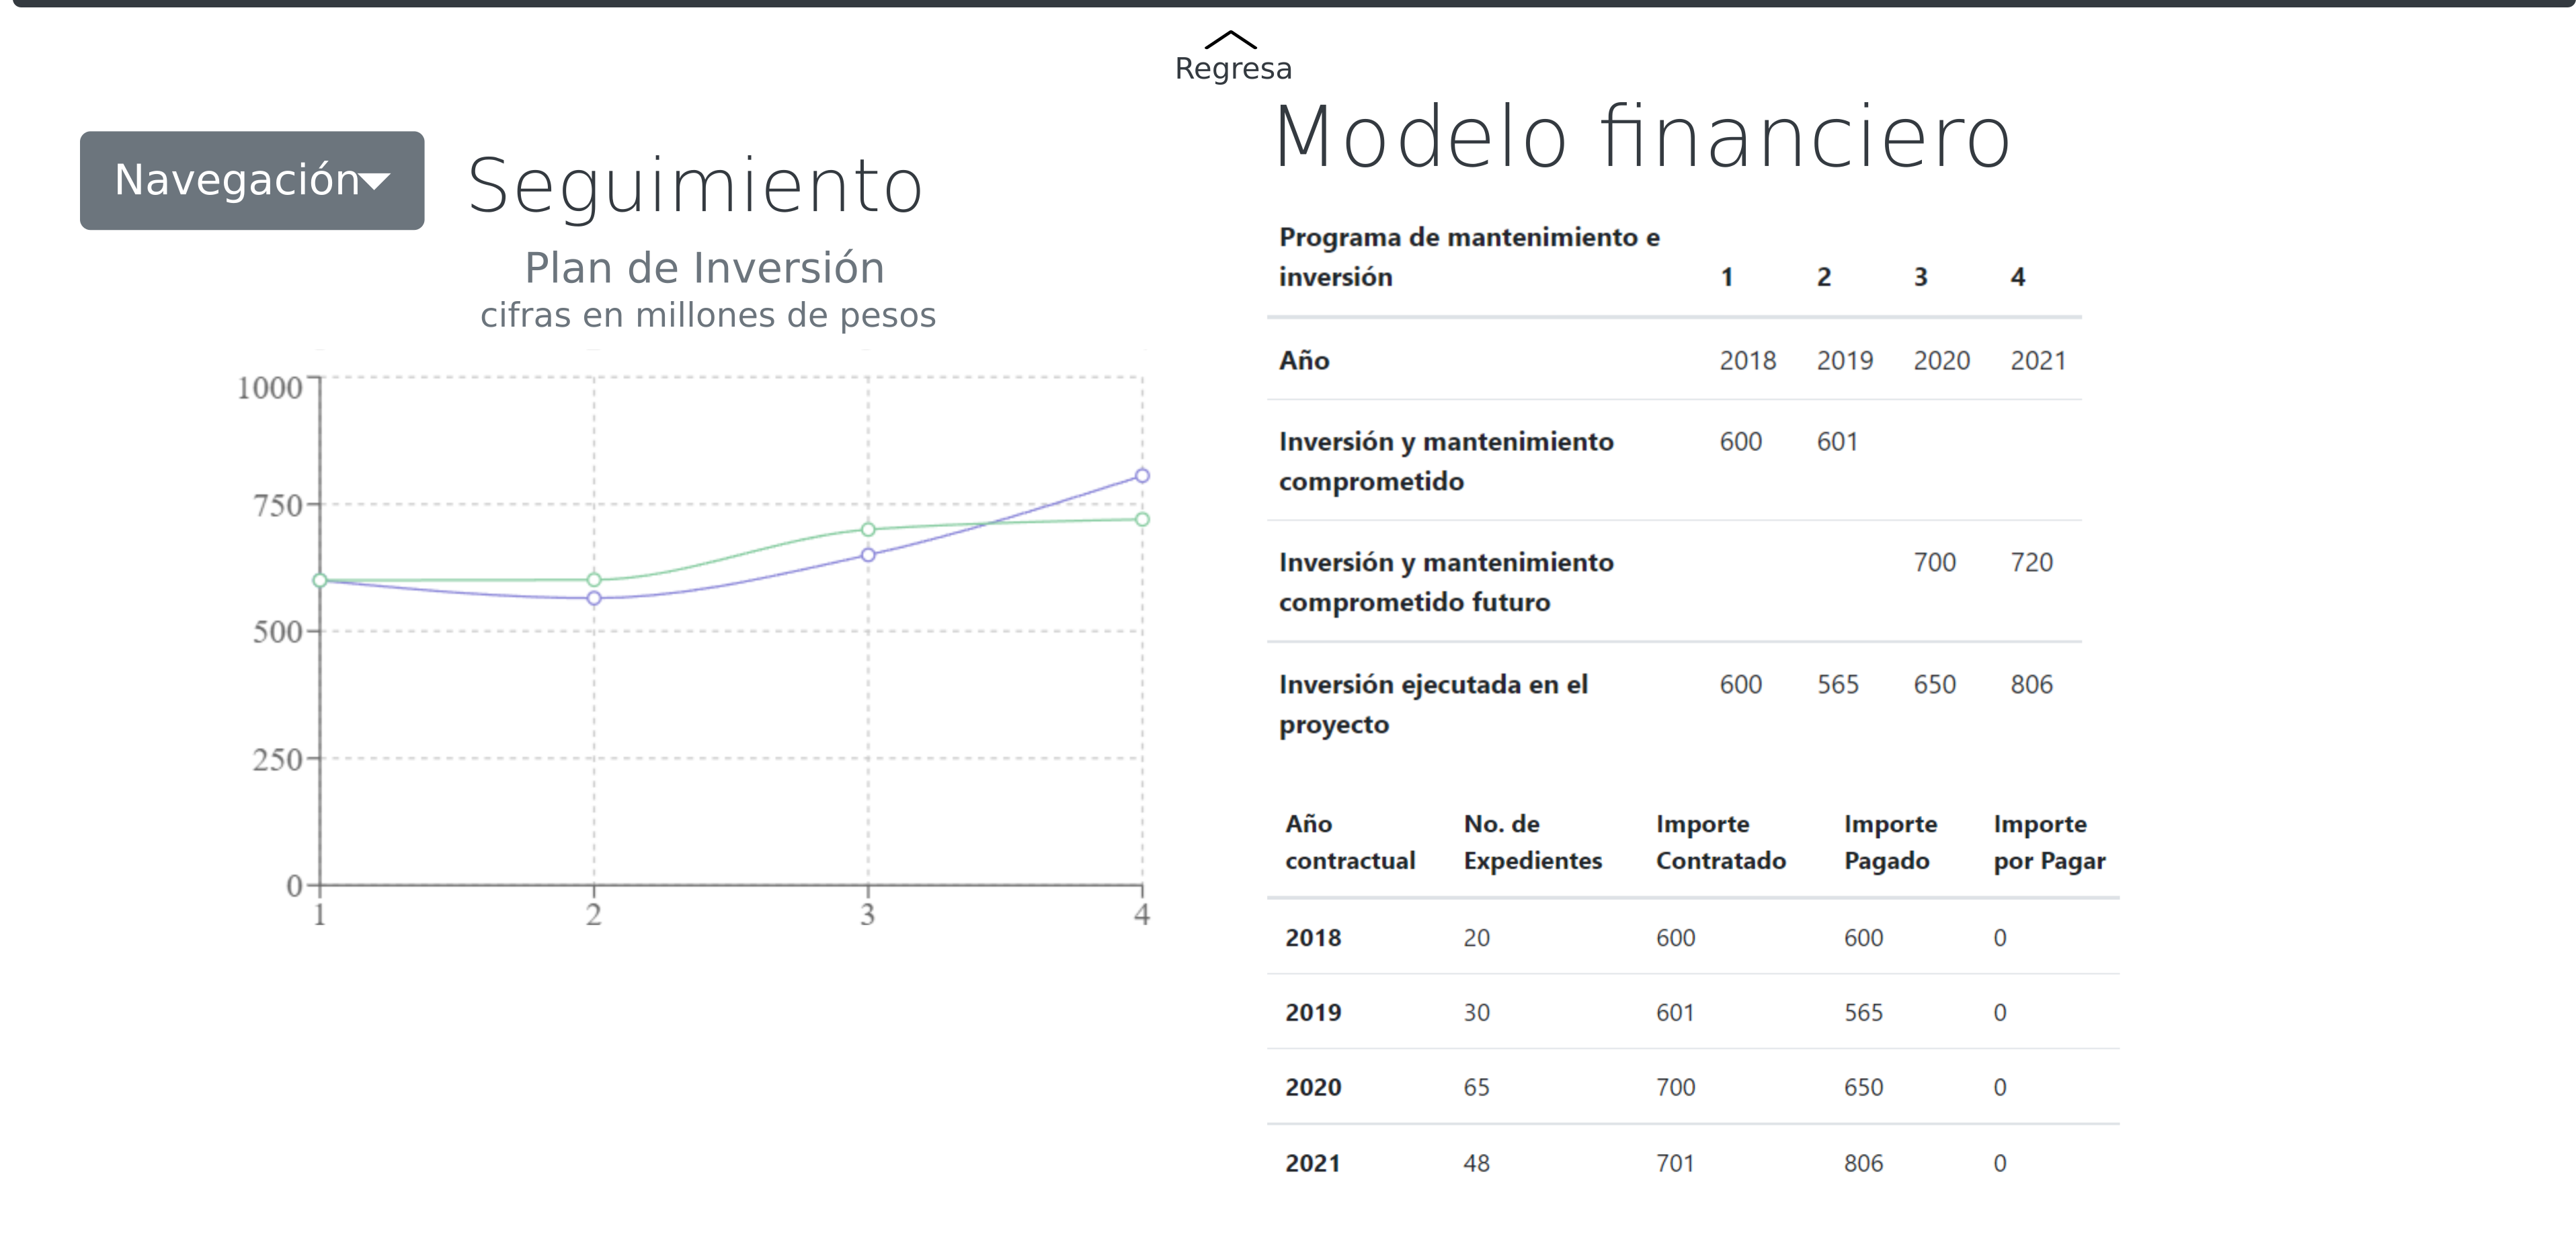 Regresa
Navegación
Seguimiento
Plan de Inversión
cifras en millones de pesos
1000
750
500
250
0
1 2 3 4
Modelo financiero
Programa de mantenimiento e
inversión 1 2 3 4
Año 2018 2019 2020 2021
Inversión y mantenimiento 600 601
comprometido
Inversión y mantenimiento 700 720
comprometido futuro
Inversión ejecutada en el 600 565 650 806
proyecto
Año No. de Importe Importe Importe
contractual Expedientes Contratado Pagado por Pagar
2018 20 600 600 0
2019 30 601 565 0
2020 65 700 650 0
2021 48 701 806 0